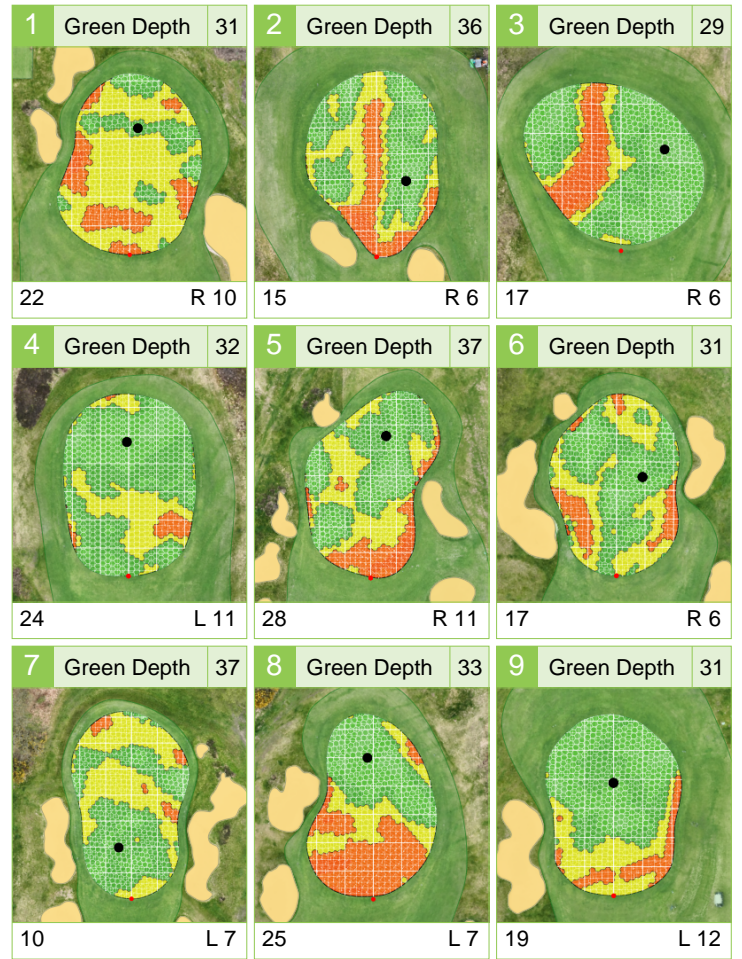 1 Green Depth 31
2 Green Depth 36
3 Green Depth 29
22 R 10
15 R 6
17 R 6
4 Green Depth 32
5 Green Depth 37
6 Green Depth 31
24 L 11
28 R 11
17 R 6
7 Green Depth 37
8 Green Depth 33
9 Green Depth 31
10 L 7
25 L 7
19 L 12